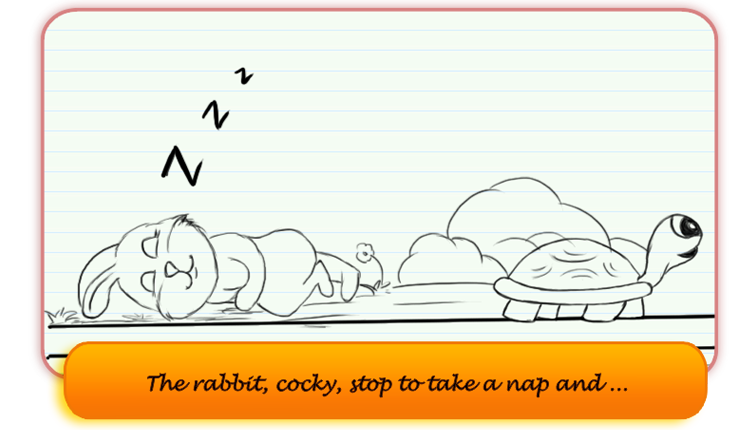 z
z
Z
The rabbit, cocky, stop to take a nap and ...